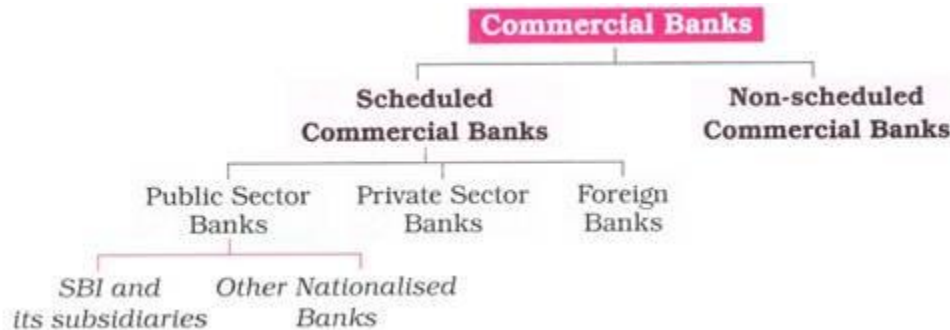 Commercial Banks
Scheduled
Commercial Banks
Non-scheduled
Commercial Banks
Public Sector
Banks
Private Sector
Banks
Foreign
Banks
SBI and
its subsidiaries
Other Nationalised
Banks